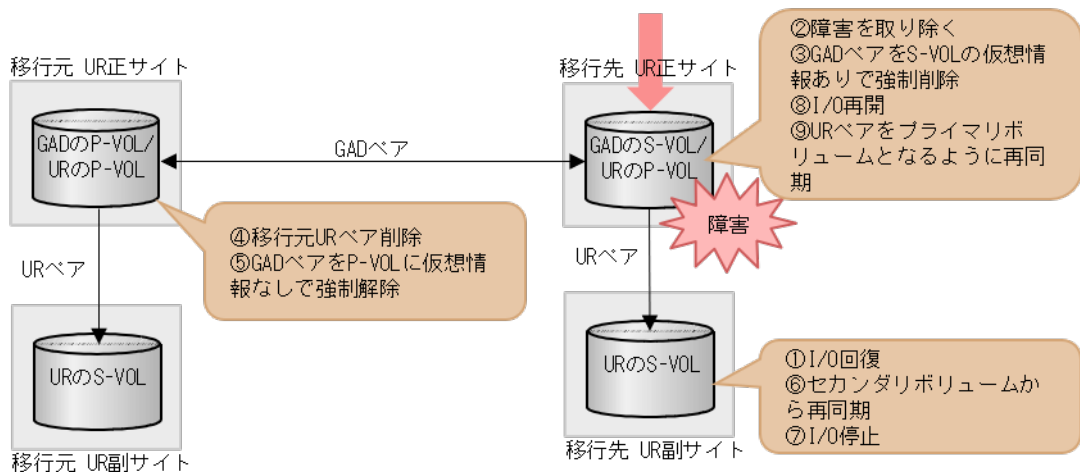 移行元 UR正サイト
GADのP-VOL/
URのP-VOL
GADペア
移行先 UR正サイト
GADのS-VOL/
URのP-VOL
障害
②障害を取り除く
③GADペアをS-VOLの仮想情
報ありで強制削除
⑧I/O再開
⑨URペアをプライマリボ
リュームとなるように再同
期
④移行元URペア削除
⑤GADペアをP-VOLに仮想情
報なしで強制解除
URペア
URペア
URのS-VOL
移行元 UR副サイト
URのS-VOL
移行先 UR副サイト
①I/O回復
⑥セカンダリボリュームか
ら再同期
⑦I/O停止